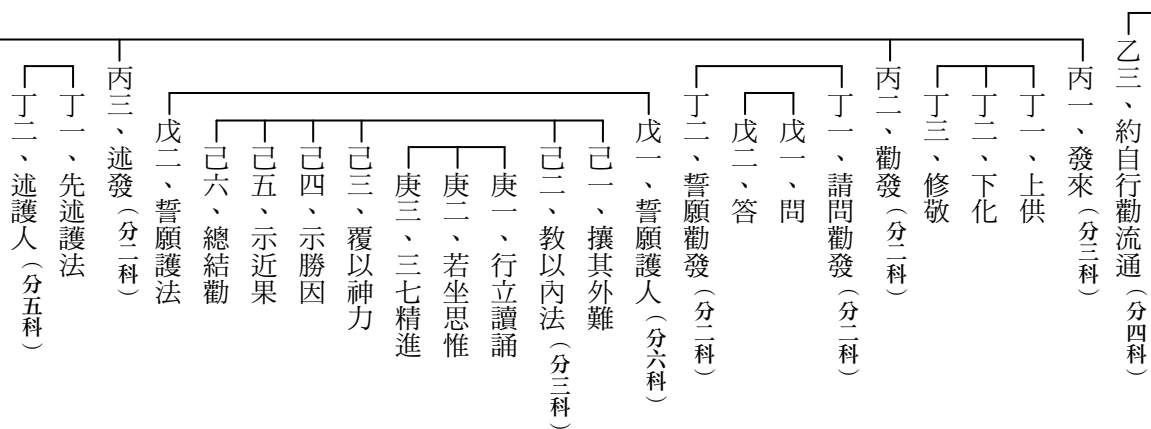 乙三、約自行勸流通（分四科）
丙一、發來（分三科）
丁一、上供
丁二、下化
丁三、修敬
丙二、勸發（分二科）
丁一、請問勸發（分二科）
戊一、問
戊二、答
丁二、誓願勸發（分二科）
戊一、誓願護人（分六科）
己一、攘其外難
己二、教以內法（分三科）
庚一、行立讀誦
庚二、若坐思惟
庚三、三七精進
己三、覆以神力
己四、示勝因
己五、示近果
己六、總結勸
戊二、誓願護法
丙三、述發（分二科）
丁一、先述護法
丁二、述護人（分五科）